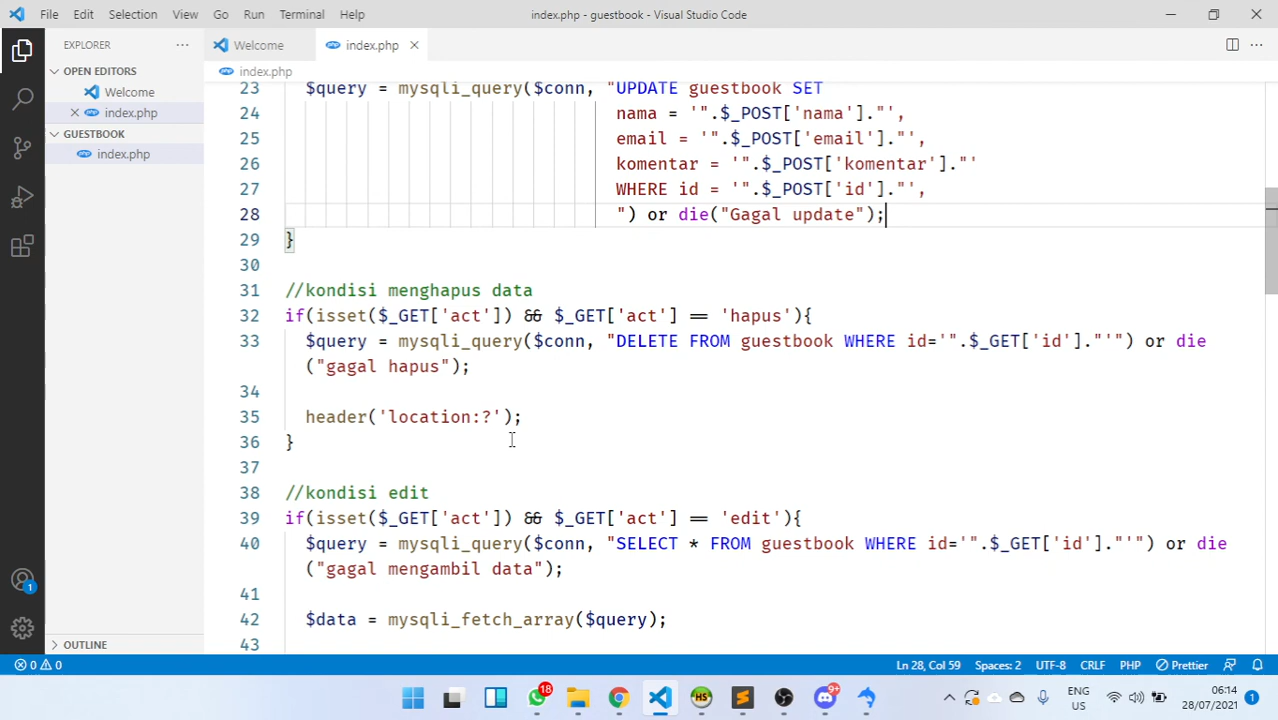 File Edit Selection View Go Run Terminal Help index.php - guestbook - Visual Studio Code
EXPLORER Welcome index.php
OPEN EDITORS index.php
Welcome
index.php
GUESTBOOK
index.php
23 $query = mysqli_query($conn, "UPDATE guestbook SET
24 nama = '".$_POST['nama']."',
25 email = '".$_POST['email']."',
26 komentar = '".$_POST['komentar']."'
27 WHERE id = '".$_POST['id']."',
28 ") or die("Gagal update");
29 }
30
31 //kondisi menghapus data
32 if(isset($_GET['act']) && $_GET['act'] == 'hapus'){
33 $query = mysqli_query($conn, "DELETE FROM guestbook WHERE id='".$_GET['id']."'") or die
("gagal hapus");
34
35 header('location:?');
36 }
37
38 //kondisi edit
39 if(isset($_GET['act']) && $_GET['act'] == 'edit'){
40 $query = mysqli_query($conn, "SELECT * FROM guestbook WHERE id='".$_GET['id']."'") or die
("gagal mengambil data");
41
42 $data = mysqli_fetch_array($query);
43
OUTLINE
1
0 0 Ln 28, Col 59 Spaces: 2 UTF-8 CRLF PHP Prettier
18 9+ ENG 06:14
US 28/07/2021 1